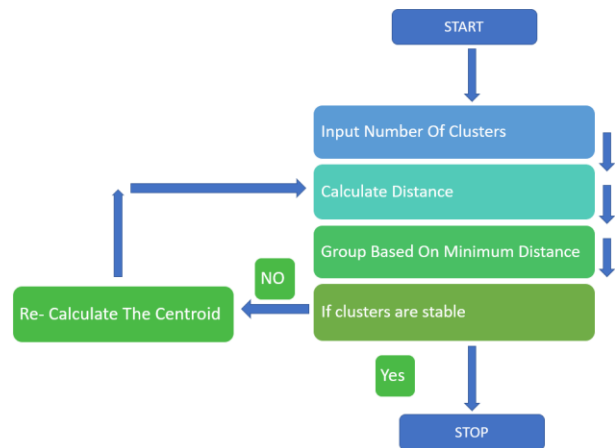 START
Input Number Of Clusters
Calculate Distance
Group Based On Minimum Distance
NO
Re- Calculate The Centroid
If clusters are stable
Yes
STOP